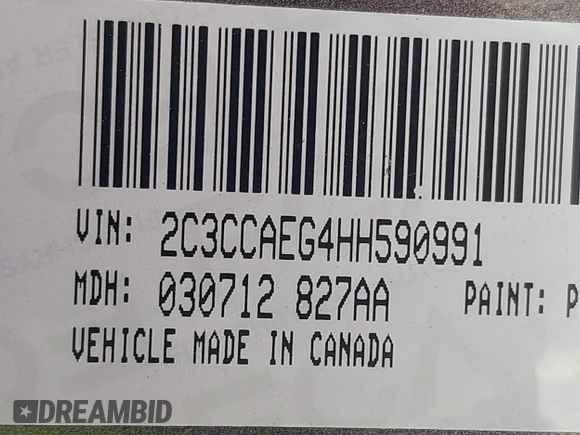 VIN: 2C3CCAEG4HH590991
MDH: 030712 827AA PAINT: P
VEHICLE MADE IN CANADA
DREAMBID